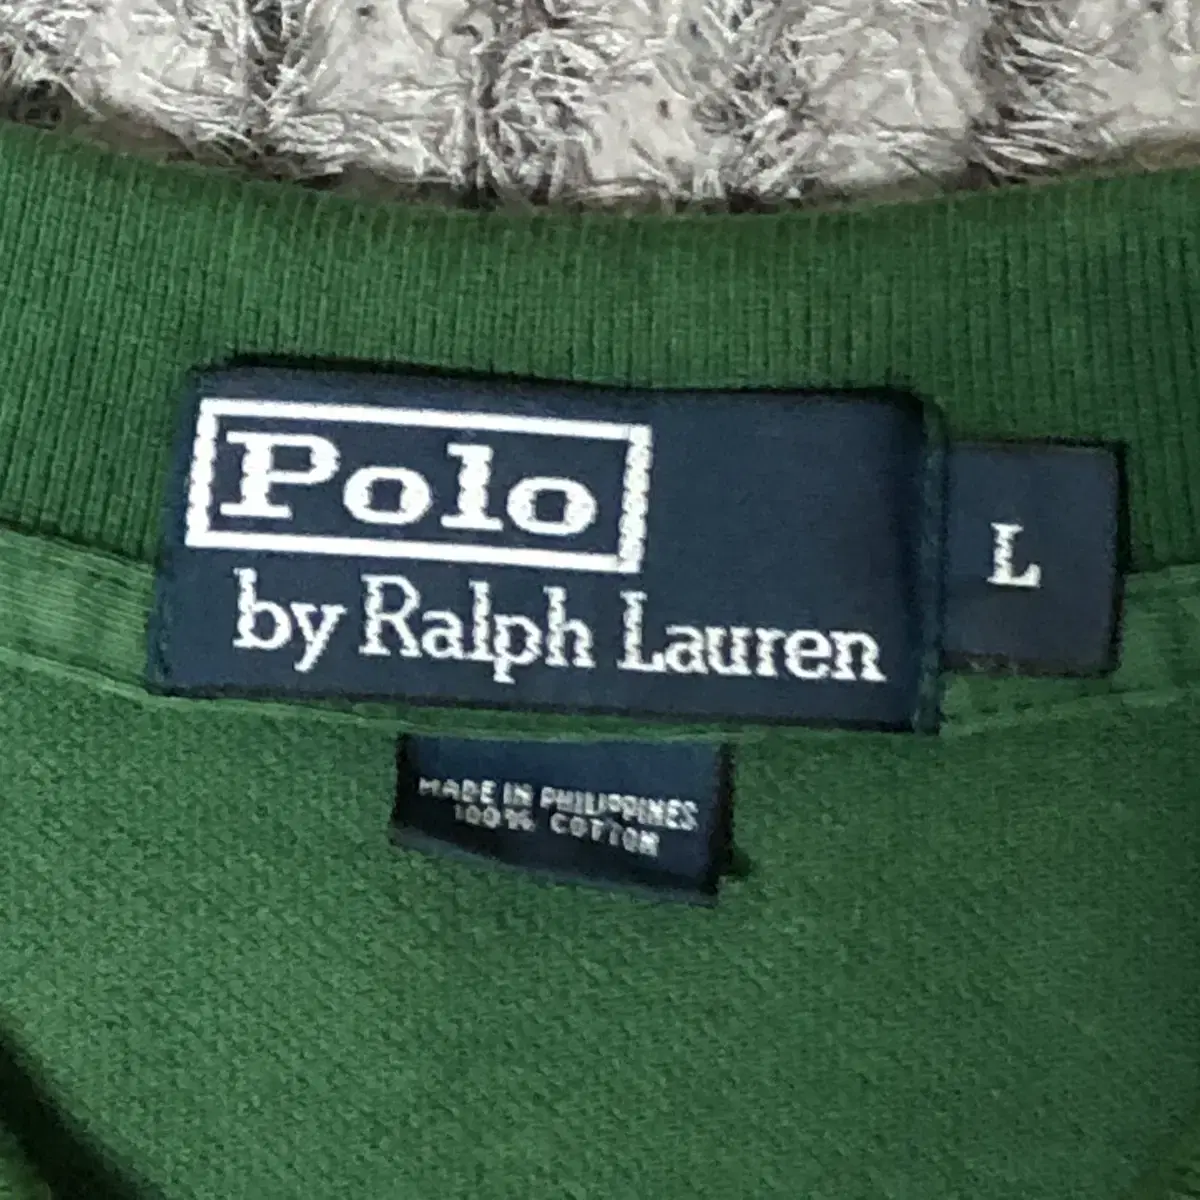 Polo
by Ralph Lauren
L
MADE IN PHILIPPINES
100% COTTON